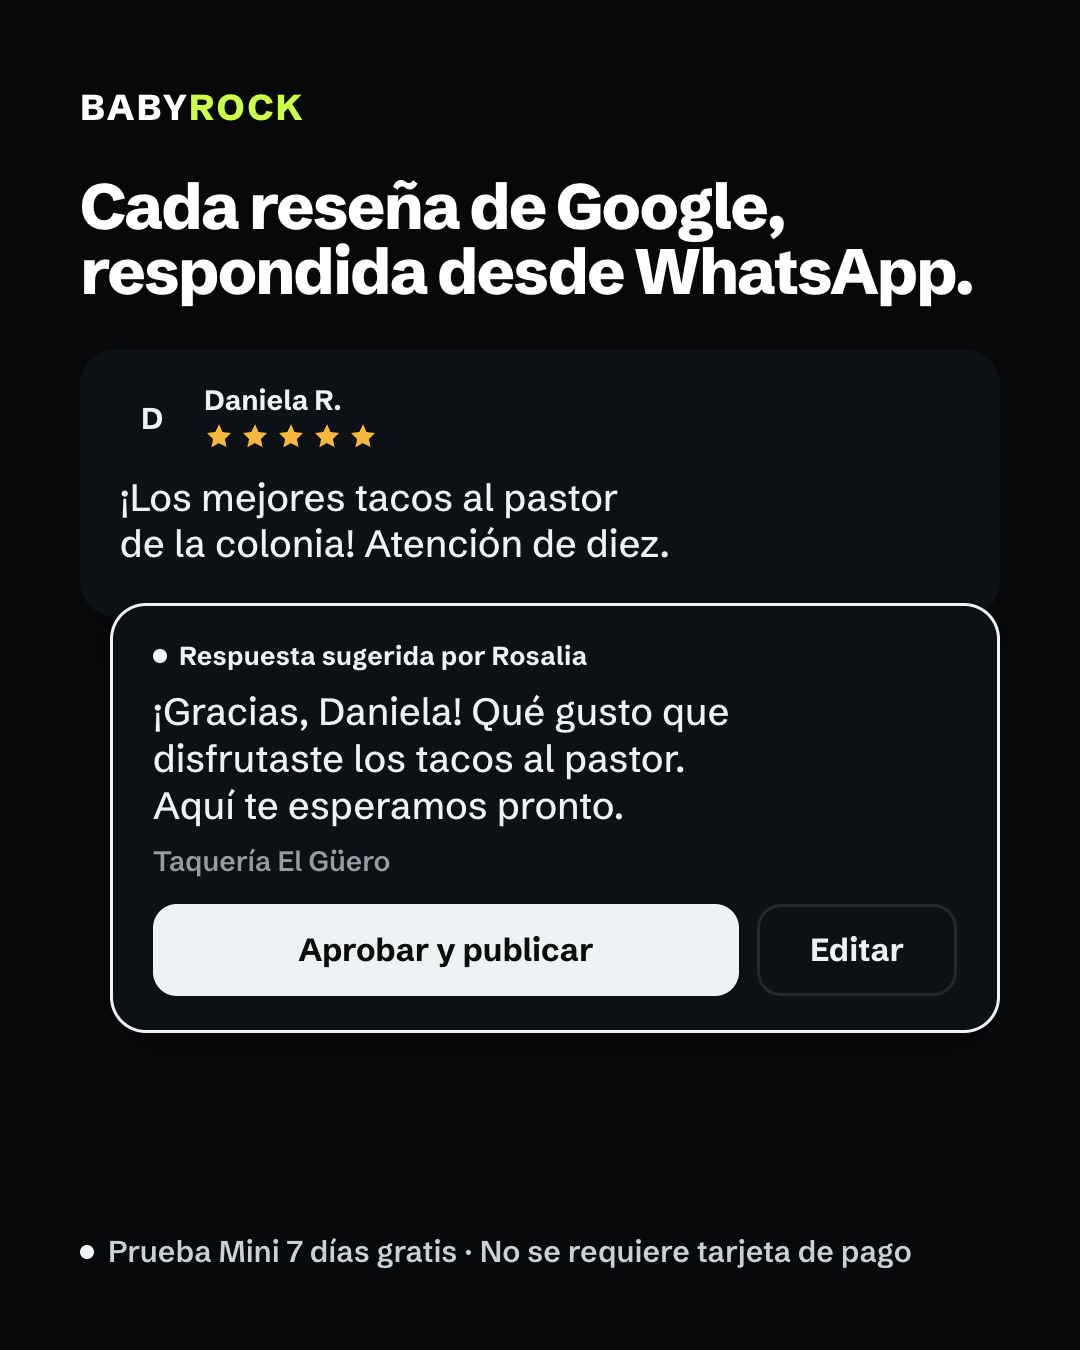 BABYROCK
Cada reseña de Google,
respondida desde WhatsApp.
D
Daniela R.
¡Los mejores tacos al pastor
de la colonia! Atención de diez.
Respuesta sugerida por Rosalia
¡Gracias, Daniela! Qué gusto que
disfrutaste los tacos al pastor.
Aquí te esperamos pronto.
Taquería El Güero
Aprobar y publicar
Editar
Prueba Mini 7 días gratis · No se requiere tarjeta de pago